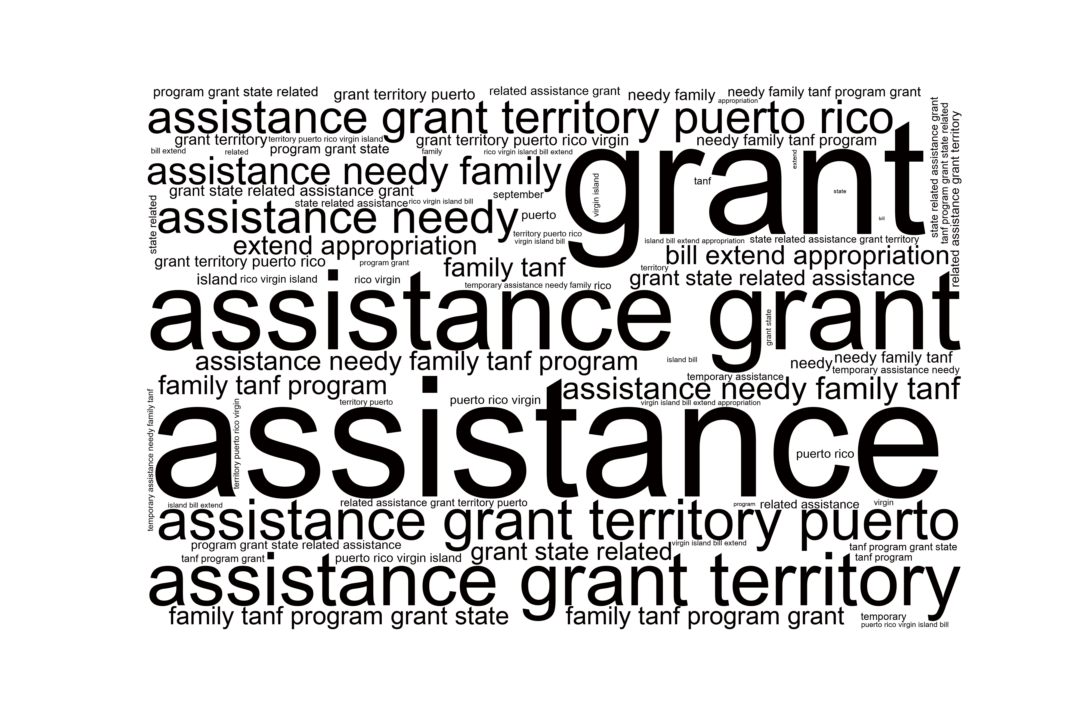 program grant state related
grant territory puerto
related assistance grant
needy family
needy family tanf program grant
appropriation
assistance grant territory puerto rico
grant territory
territory puerto rico virgin island
grant territory puerto rico virgin
needy family tanf program
bill extend
related
program grant state
family
rico virgin island bill extend
grant
extend
assistance needy family
tanf
virgin island
state
grant state related assistance grant
september
state related assistance
rico virgin island bill
bill
assistance needy
puerto
state related
territory puerto rico
virgin island bill
island bill extend appropriation
state related assistance grant territory
state related assistance grant
tanf program grant state related
related assistance grant territory
extend appropriation
bill extend appropriation
grant territory puerto rico
program grant
family tanf
territory
island
rico virgin island
rico virgin
temporary assistance needy family
rico
grant state related assistance
assistance grant
grant state
assistance needy family tanf program
island bill
needy
needy family tanf
temporary assistance needy
family tanf program
temporary assistance
assistance needy family tanf
temporary assistance needy family tanf
territory puerto rico virgin
territory puerto
puerto rico virgin
virgin island bill extend appropriation
assistance
puerto rico
island bill extend
related assistance grant territory puerto
program
related assistance
virgin
assistance grant territory puerto
program grant state related assistance
grant state related
virgin island bill extend
tanf program grant state
tanf program grant
puerto rico virgin island
tanf program
assistance grant territory
family tanf program grant state
family tanf program grant
temporary
puerto rico virgin island bill